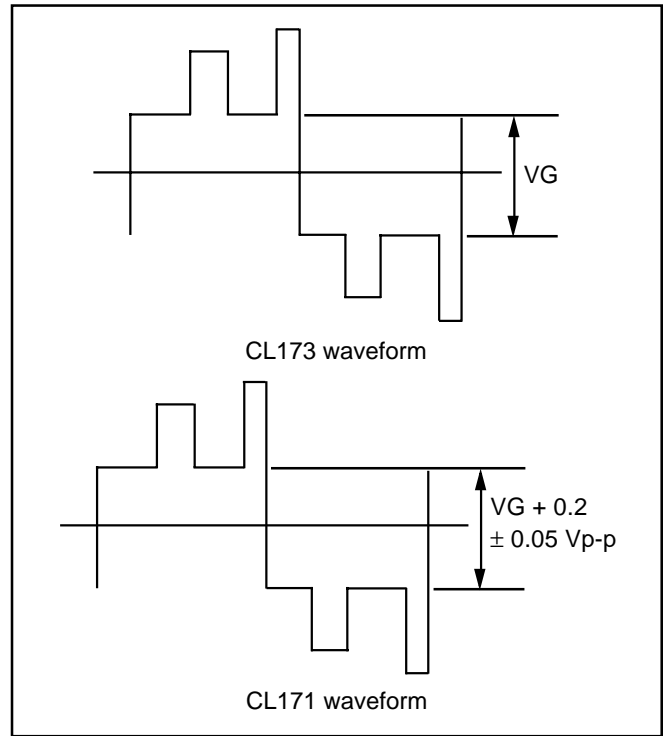 VG
CL173 waveform
VG + 0.2
± 0.05 Vp-p
CL171 waveform